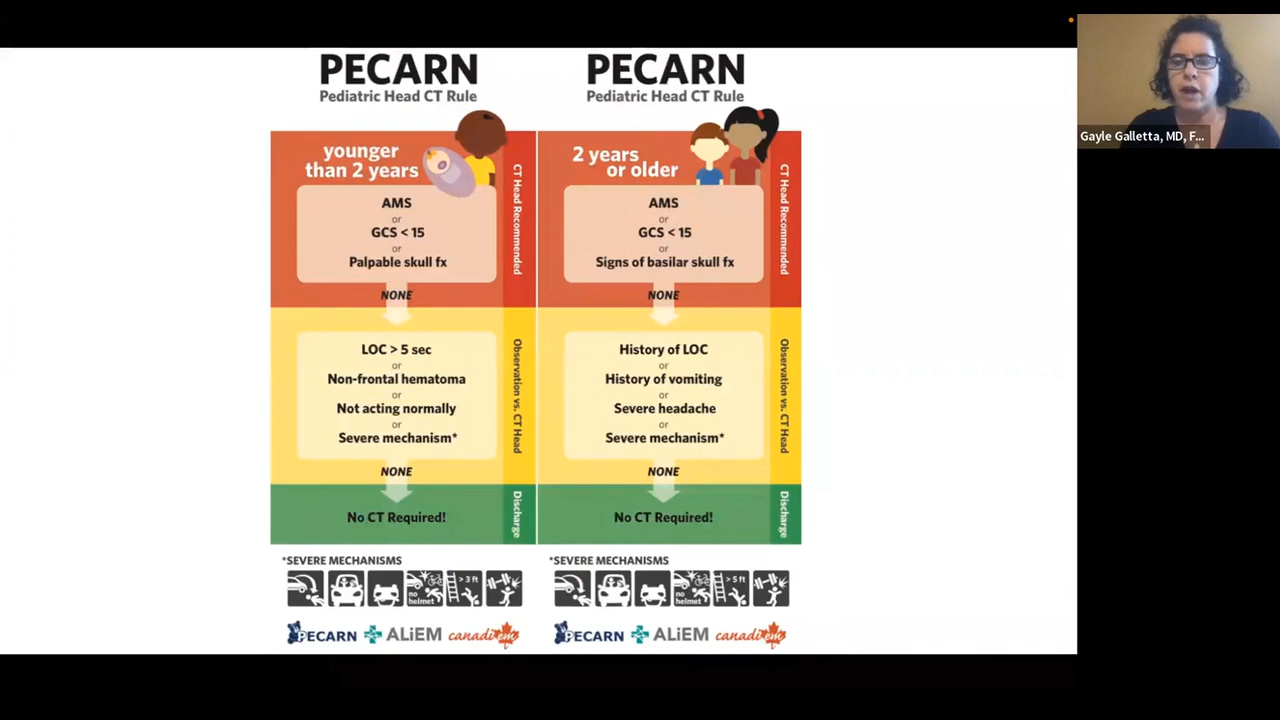 PECARN
Pediatric Head CT Rule
younger
than 2 years
AMS
or
GCS < 15
or
Palpable skull fx
NONE
CT Head Recommended
LOC > 5 sec
or
Non-frontal hematoma
or
Not acting normally
or
Severe mechanism*
NONE
Observation vs. CT Head
No CT Required!
Discharge
*SEVERE MECHANISMS
no
helmet
> 3 ft
PECARN
ALiEM
canadiem
PECARN
Pediatric Head CT Rule
2 years
or older
AMS
or
GCS < 15
or
Signs of basilar skull fx
NONE
CT Head Recommended
History of LOC
or
History of vomiting
or
Severe headache
or
Severe mechanism*
NONE
Observation vs. CT Head
No CT Required!
Discharge
*SEVERE MECHANISMS
no
helmet
> 5 ft
PECARN
ALiEM
canadiem
Gayle Galletta, MD, F...